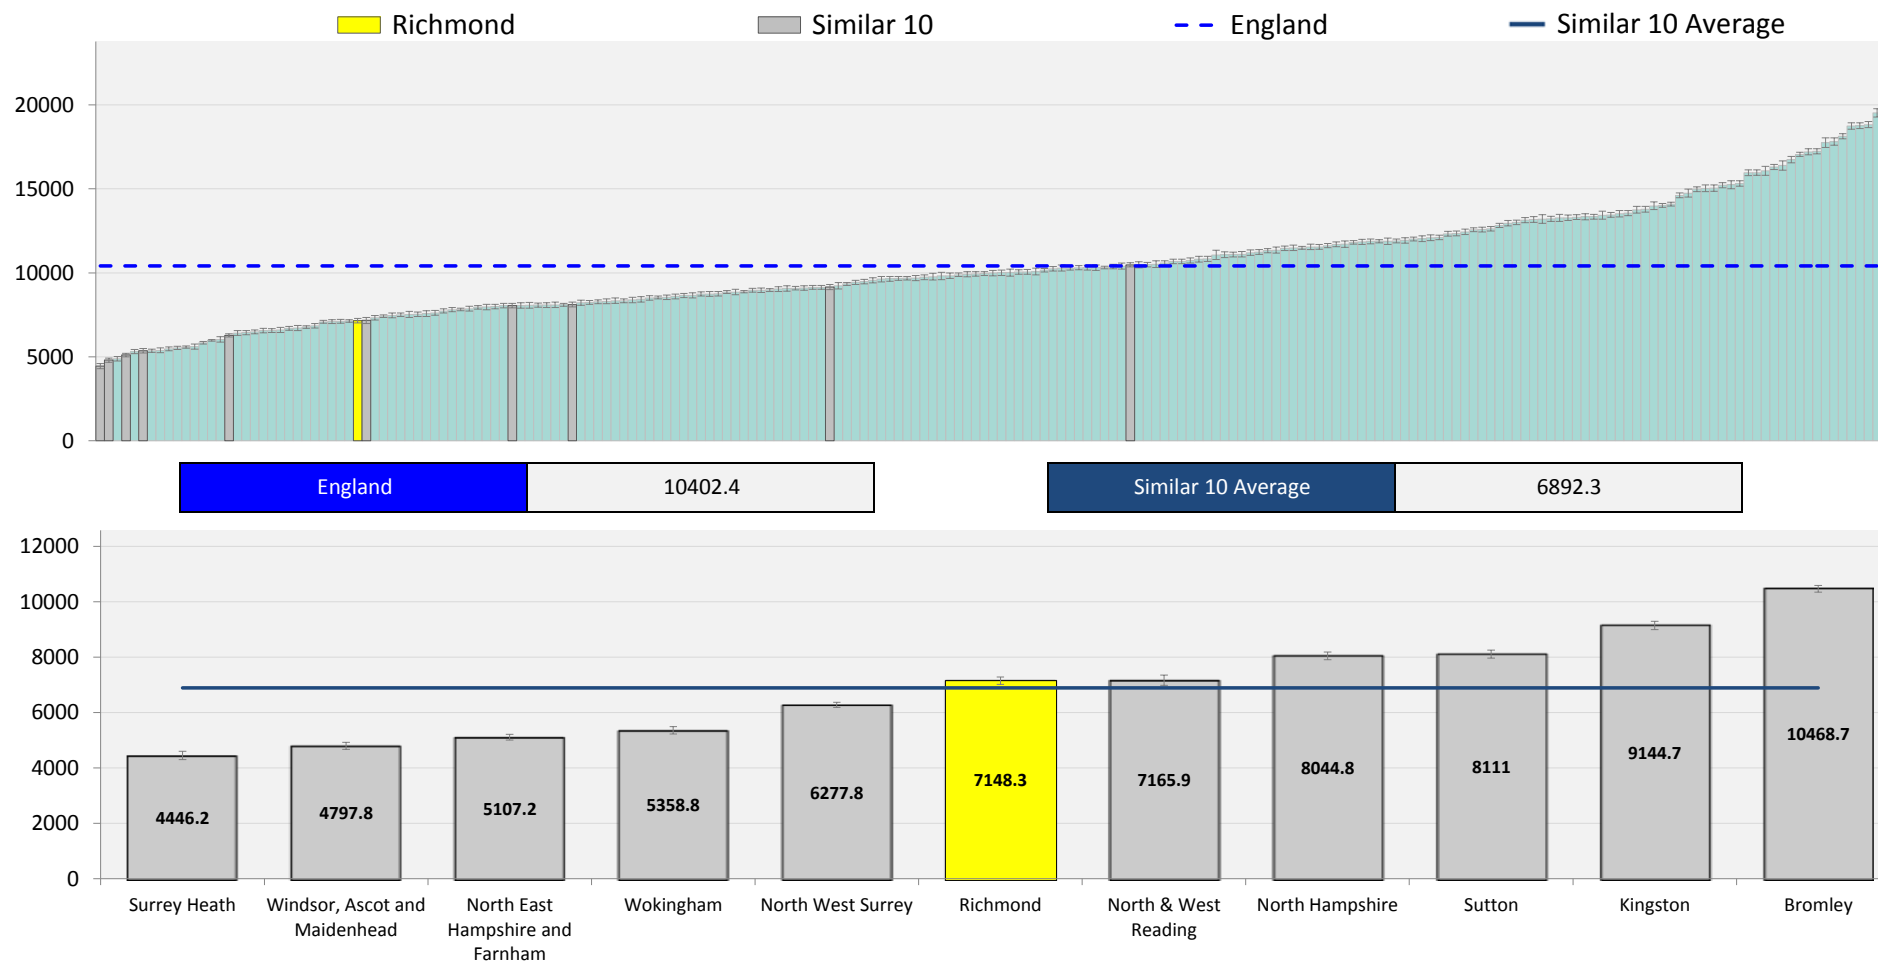 Richmond Similar 10 England Similar 10 Average
20000
15000
10000
5000
0
England 10402.4 Similar 10 Average 6892.3
12000
10000
8000
6000
4000
2000
0
4446.2 4797.8 5107.2 5358.8 6277.8 7148.3 7165.9 8044.8 8111 9144.7 10468.7
Surrey Heath
Windsor, Ascot and
Maidenhead
North East
Hampshire and
Farnham
Wokingham
North West Surrey
Richmond
North & West
Reading
North Hampshire
Sutton
Kingston
Bromley